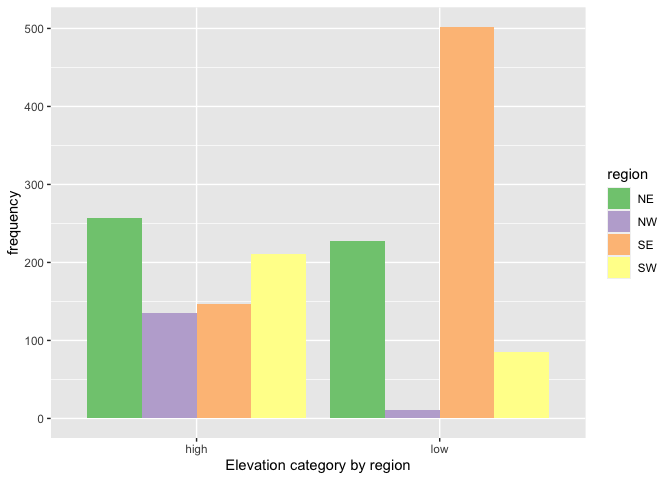 500
400
300
200
100
0
frequency
high low
Elevation category by region
region
NE
NW
SE
SW